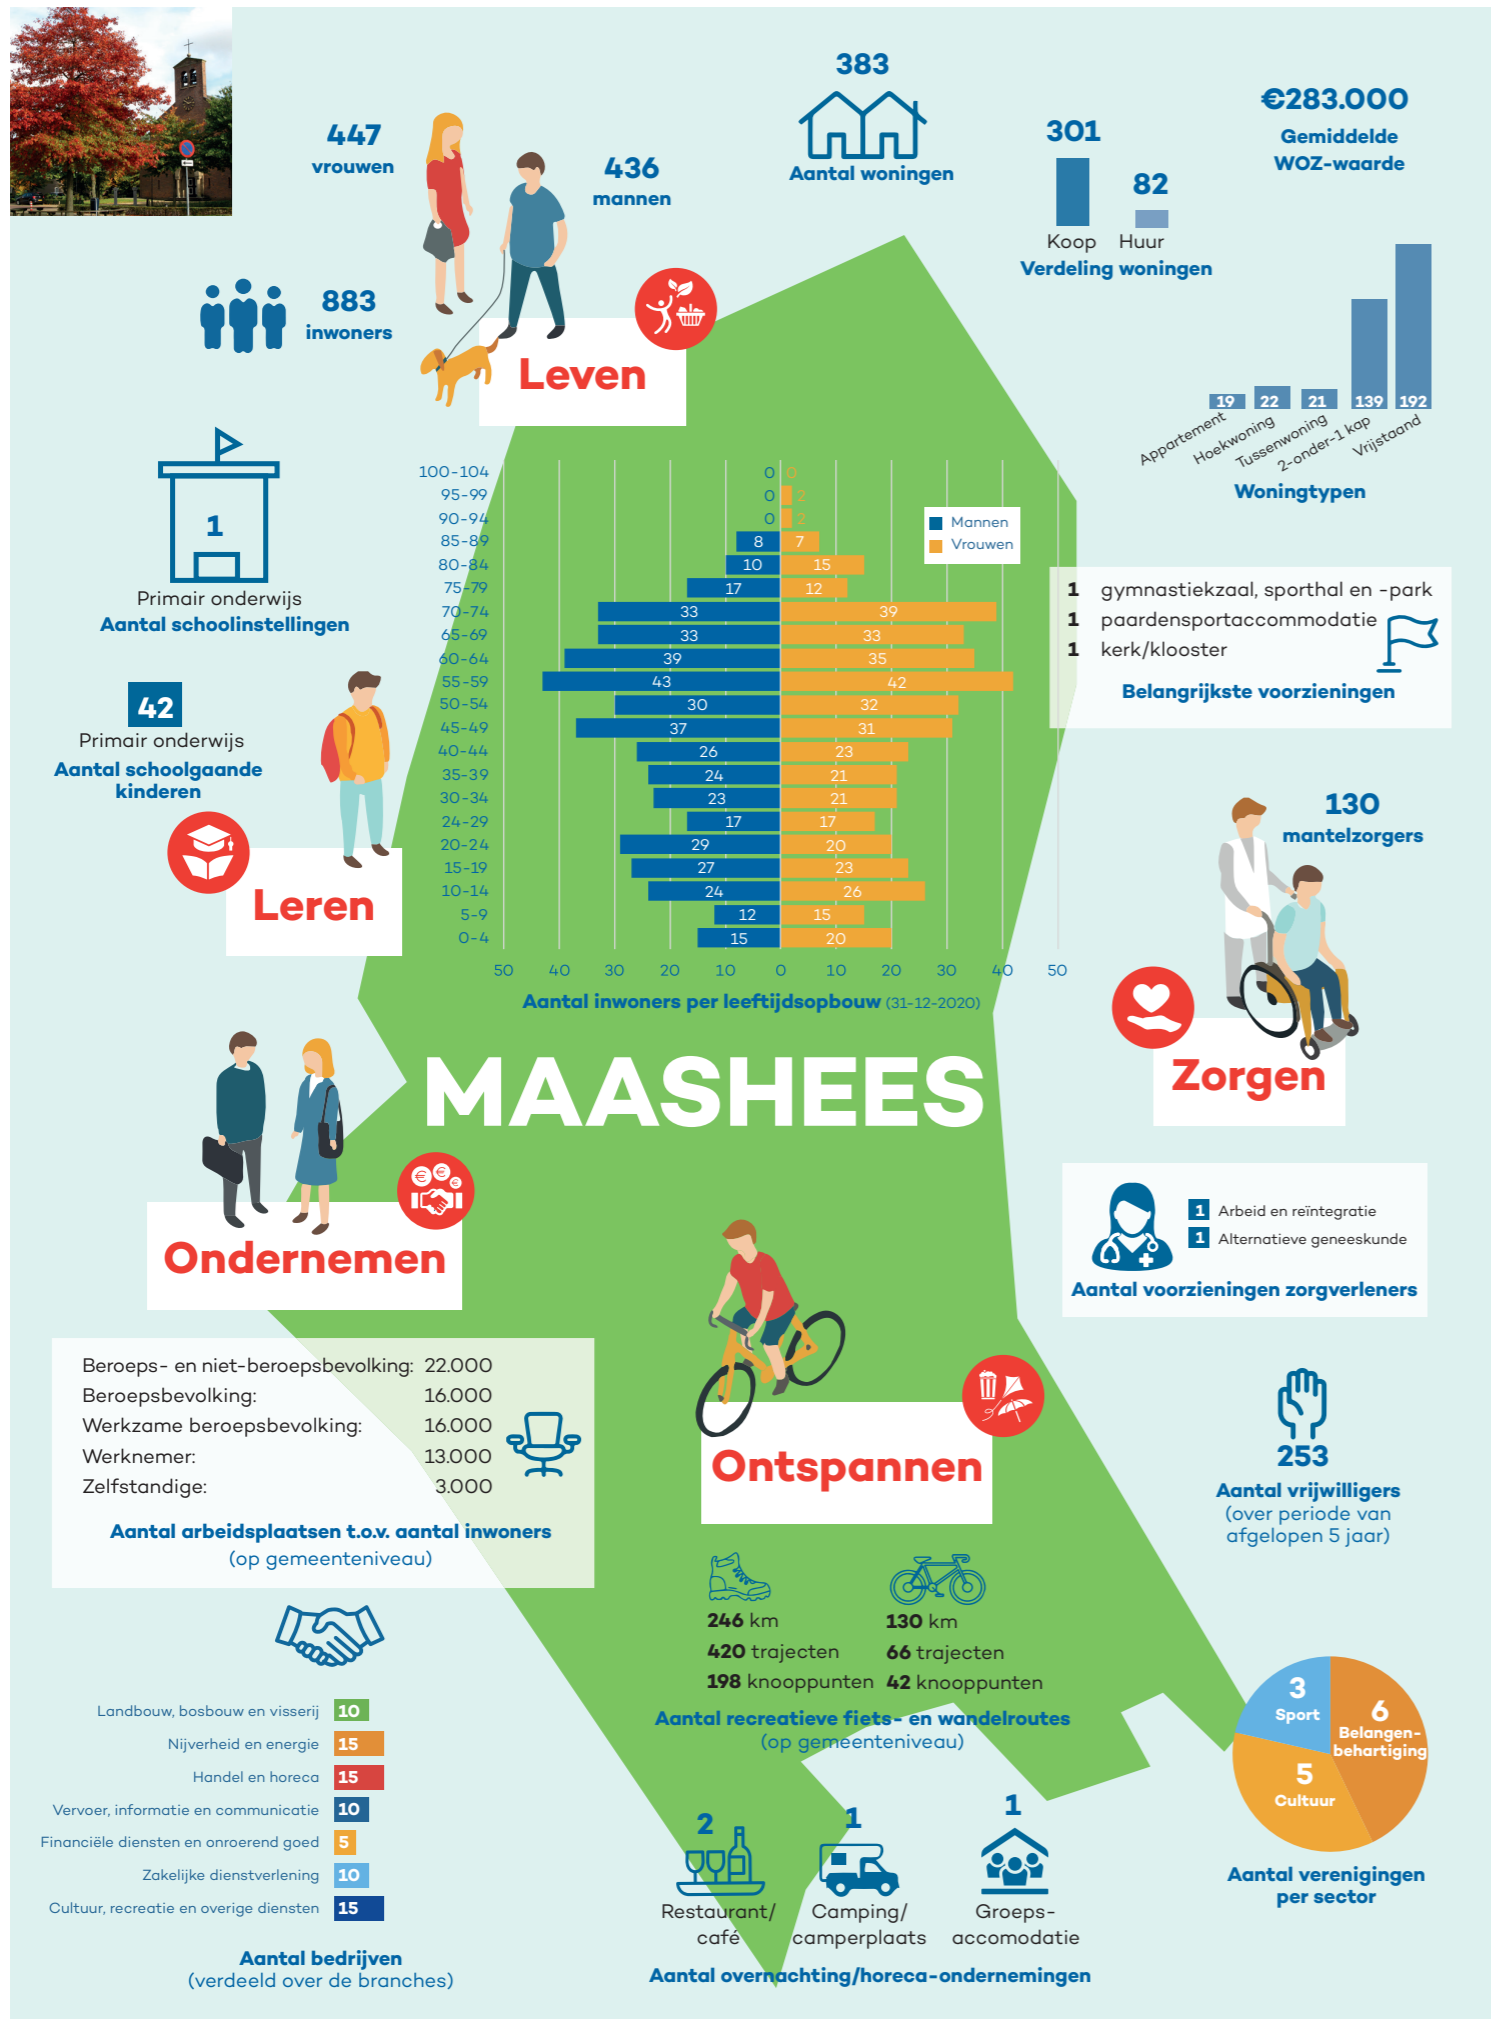 447
vrouwen
436
mannen
883
inwoners
Leven
383
Aantal woningen
301
82
Koop Huur
Verdeling woningen
€283.000
Gemiddelde
WOZ-waarde
19 22 21 139 192
Appartement
Hoekwoning
Tussenwoning
2-onder-1 kap
Vrijstaand
Woningtypen
1
Primair onderwijs
Aantal schoolinstellingen
42
Primair onderwijs
Aantal schoolgaande
kinderen
Leren
100-104 0 0
95-99 0 2
90-94 0 2
85-89 8 7
80-84 10 15
75-79 17 12
70-74 33 39
65-69 33 33
60-64 39 35
55-59 43 42
50-54 30 32
45-49 37 31
40-44 26 23
35-39 24 21
30-34 23 21
24-29 17 17
20-24 29 20
15-19 27 23
10-14 24 26
5-9 12 15
0-4 15 20
50 40 30 20 10 0 10 20 30 40 50
Mannen
Vrouwen
Aantal inwoners per leeftijdsopbouw (31-12-2020)
1 gymnastiekzaal, sporthal en -park
1 paardensportaccommodatie
1 kerk/klooster
Belangrijkste voorzieningen
130
mantelzorgers
Zorgen
MAASHEES
1 Arbeid en reïntegratie
1 Alternatieve geneeskunde
Aantal voorzieningen zorgverleners
253
Aantal vrijwilligers
(over periode van
afgelopen 5 jaar)
Ondernemen
Beroeps- en niet-beroepsbevolking: 22.000
Beroepsbevolking: 16.000
Werkzame beroepsbevolking: 16.000
Werknemer: 13.000
Zelfstandige: 3.000
Aantal arbeidsplaatsen t.o.v. aantal inwoners
(op gemeenteniveau)
Landbouw, bosbouw en visserij 10
Nijverheid en energie 15
Handel en horeca 15
Vervoer, informatie en communicatie 10
Financiële diensten en onroerend goed 5
Zakelijke dienstverlening 10
Cultuur, recreatie en overige diensten 15
Aantal bedrijven
(verdeeld over de branches)
Ontspannen
246 km
420 trajecten
198 knooppunten
130 km
66 trajecten
42 knooppunten
Aantal recreatieve fiets- en wandelroutes
(op gemeenteniveau)
2
Restaurant/
café
1
Camping/
camperplaats
1
Groeps-
accomodatie
Aantal overnachting/horeca-ondernemingen
3
Sport
6
Belangen-
behartiging
5
Cultuur
Aantal verenigingen
per sector